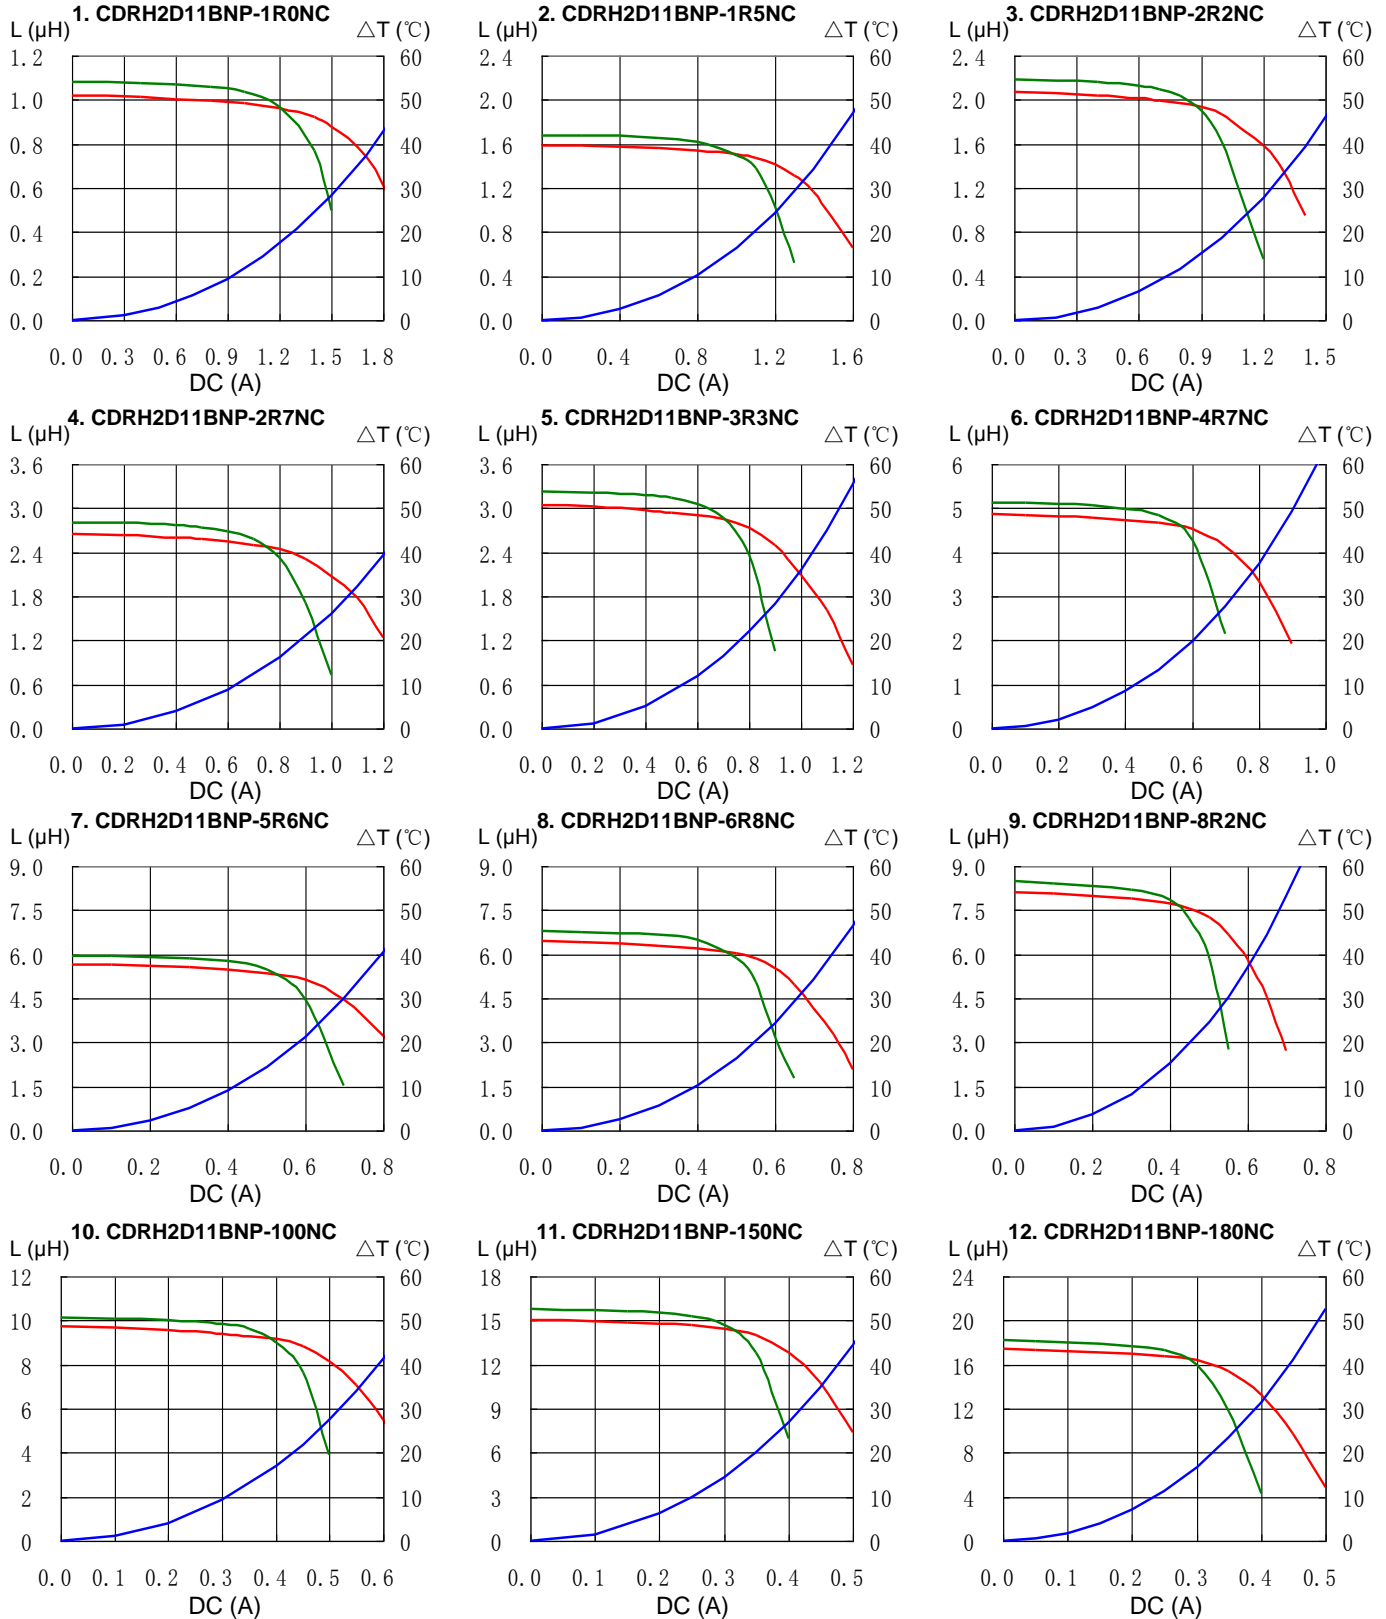 1. CDRH2D11BNP-1R0NC
L (µH) △T (℃)
1.2 60
1.0 50
0.8 40
0.6 30
0.4 20
0.2 10
0.0 0
0.0 0.3 0.6 0.9 1.2 1.5 1.8
DC (A)
2. CDRH2D11BNP-1R5NC
L (µH) △T (℃)
2.4 60
2.0 50
1.6 40
1.2 30
0.8 20
0.4 10
0.0 0
0.0 0.4 0.8 1.2 1.6
DC (A)
3. CDRH2D11BNP-2R2NC
L (µH) △T (℃)
2.4 60
2.0 50
1.6 40
1.2 30
0.8 20
0.4 10
0.0 0
0.0 0.3 0.6 0.9 1.2 1.5
DC (A)
4. CDRH2D11BNP-2R7NC
L (µH) △T (℃)
3.6 60
3.0 50
2.4 40
1.8 30
1.2 20
0.6 10
0.0 0
0.0 0.2 0.4 0.6 0.8 1.0 1.2
DC (A)
5. CDRH2D11BNP-3R3NC
L (µH) △T (℃)
3.6 60
3.0 50
2.4 40
1.8 30
1.2 20
0.6 10
0.0 0
0.0 0.2 0.4 0.6 0.8 1.0 1.2
DC (A)
6. CDRH2D11BNP-4R7NC
L (µH) △T (℃)
6 60
5 50
4 40
3 30
2 20
1 10
0 0
0.0 0.2 0.4 0.6 0.8 1.0
DC (A)
7. CDRH2D11BNP-5R6NC
L (µH) △T (℃)
9.0 60
7.5 50
6.0 40
4.5 30
3.0 20
1.5 10
0.0 0
0.0 0.2 0.4 0.6 0.8
DC (A)
8. CDRH2D11BNP-6R8NC
L (µH) △T (℃)
9.0 60
7.5 50
6.0 40
4.5 30
3.0 20
1.5 10
0.0 0
0.0 0.2 0.4 0.6 0.8
DC (A)
9. CDRH2D11BNP-8R2NC
L (µH) △T (℃)
9.0 60
7.5 50
6.0 40
4.5 30
3.0 20
1.5 10
0.0 0
0.0 0.2 0.4 0.6 0.8
DC (A)
10. CDRH2D11BNP-100NC
L (µH) △T (℃)
12 60
10 50
8 40
6 30
4 20
2 10
0 0
0.0 0.1 0.2 0.3 0.4 0.5 0.6
DC (A)
11. CDRH2D11BNP-150NC
L (µH) △T (℃)
18 60
15 50
12 40
9 30
6 20
3 10
0 0
0.0 0.1 0.2 0.3 0.4 0.5
DC (A)
12. CDRH2D11BNP-180NC
L (µH) △T (℃)
24 60
20 50
16 40
12 30
8 20
4 10
0 0
0.0 0.1 0.2 0.3 0.4 0.5
DC (A)